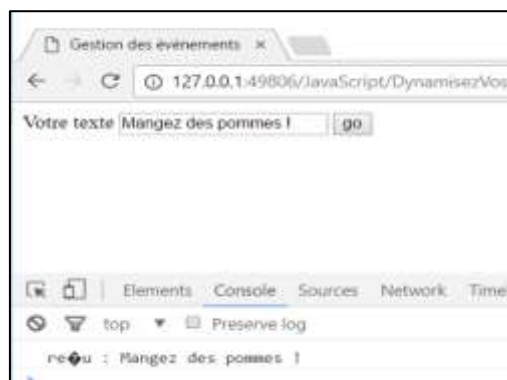 Gestion des événements ×
127.0.0.1:49806/JavaScript/DynamisezVos
Votre texte Mangez des pommes ! go
Elements Console Sources Network Time
top ▼ Preserve log
re�u : Mangez des pommes !